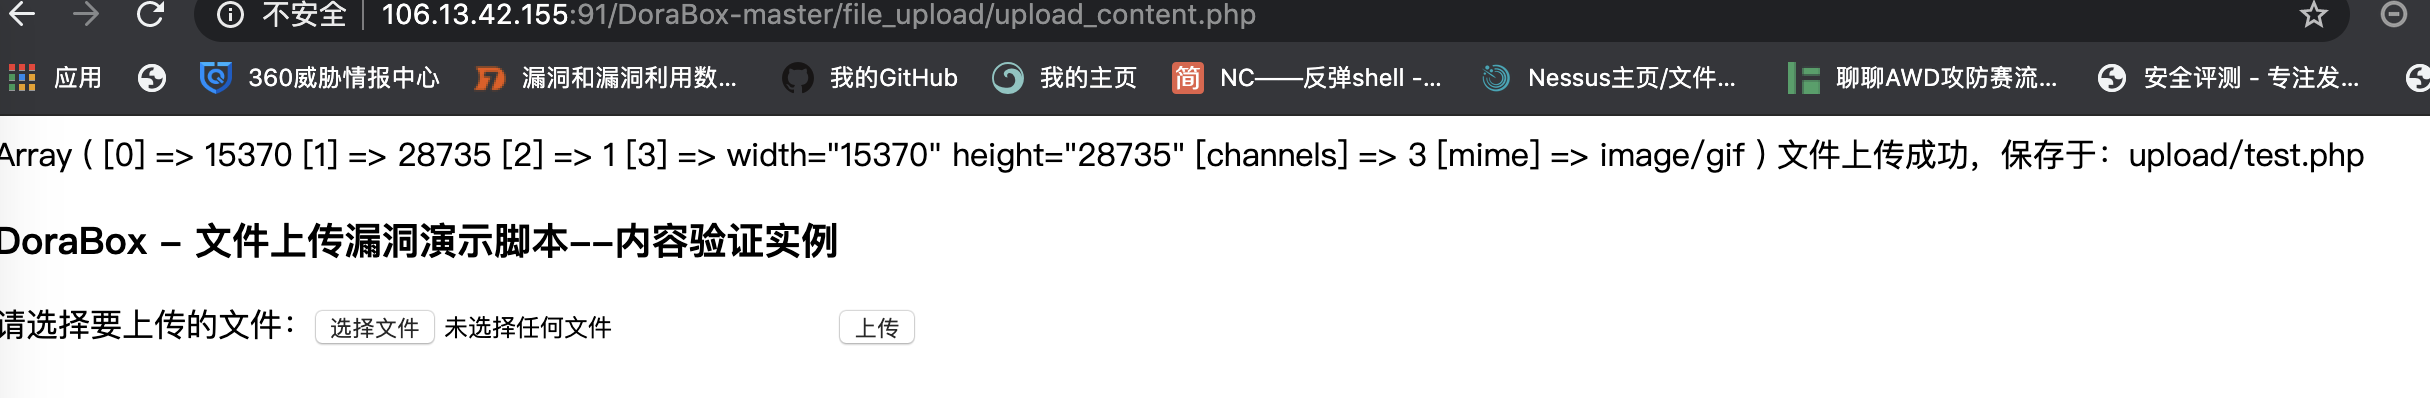 不安全 | 106.13.42.155:91/DoraBox-master/file_upload/upload_content.php
应用 360威胁情报中心 漏洞和漏洞利用数... 我的GitHub 我的主页 简 NC——反弹shell -... Nessus主页/文件... 聊聊AWD攻防赛流... 安全评测 - 专注发...
Array ( [0] => 15370 [1] => 28735 [2] => 1 [3] => width="15370" height="28735" [channels] => 3 [mime] => image/gif ) 文件上传成功，保存于：upload/test.php
DoraBox - 文件上传漏洞演示脚本--内容验证实例
请选择要上传的文件： 选择文件 未选择任何文件 上传